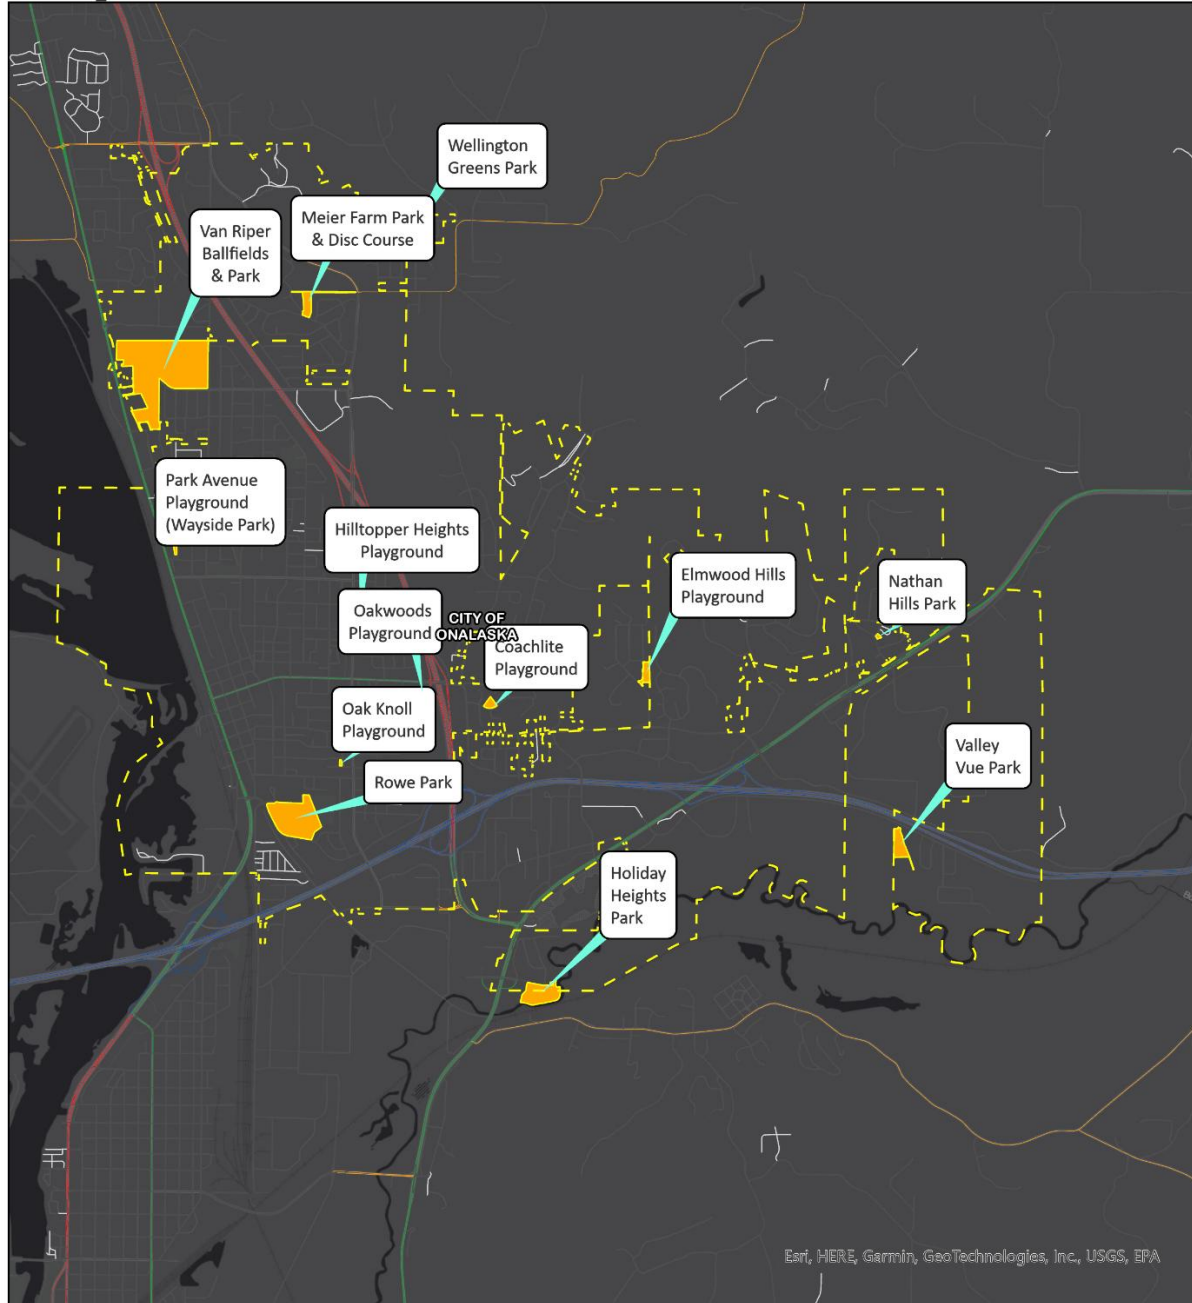 Wellington
Greens Park
Meier Farm Park
& Disc Course
Van Riper
Ballfields
& Park
Park Avenue
Playground
(Wayside Park)
Hilltopper Heights
Playground
Elmwood Hills
Playground
Nathan
Hills Park
Oakwoods
Playground
CITY OF
ONALASKA
Coachlite
Playground
Oak Knoll
Playground
Valley
Vue Park
Rowe Park
Holiday
Heights
Park
Esri, HERE, Garmin, GeoTechnologies, Inc., USGS, EPA